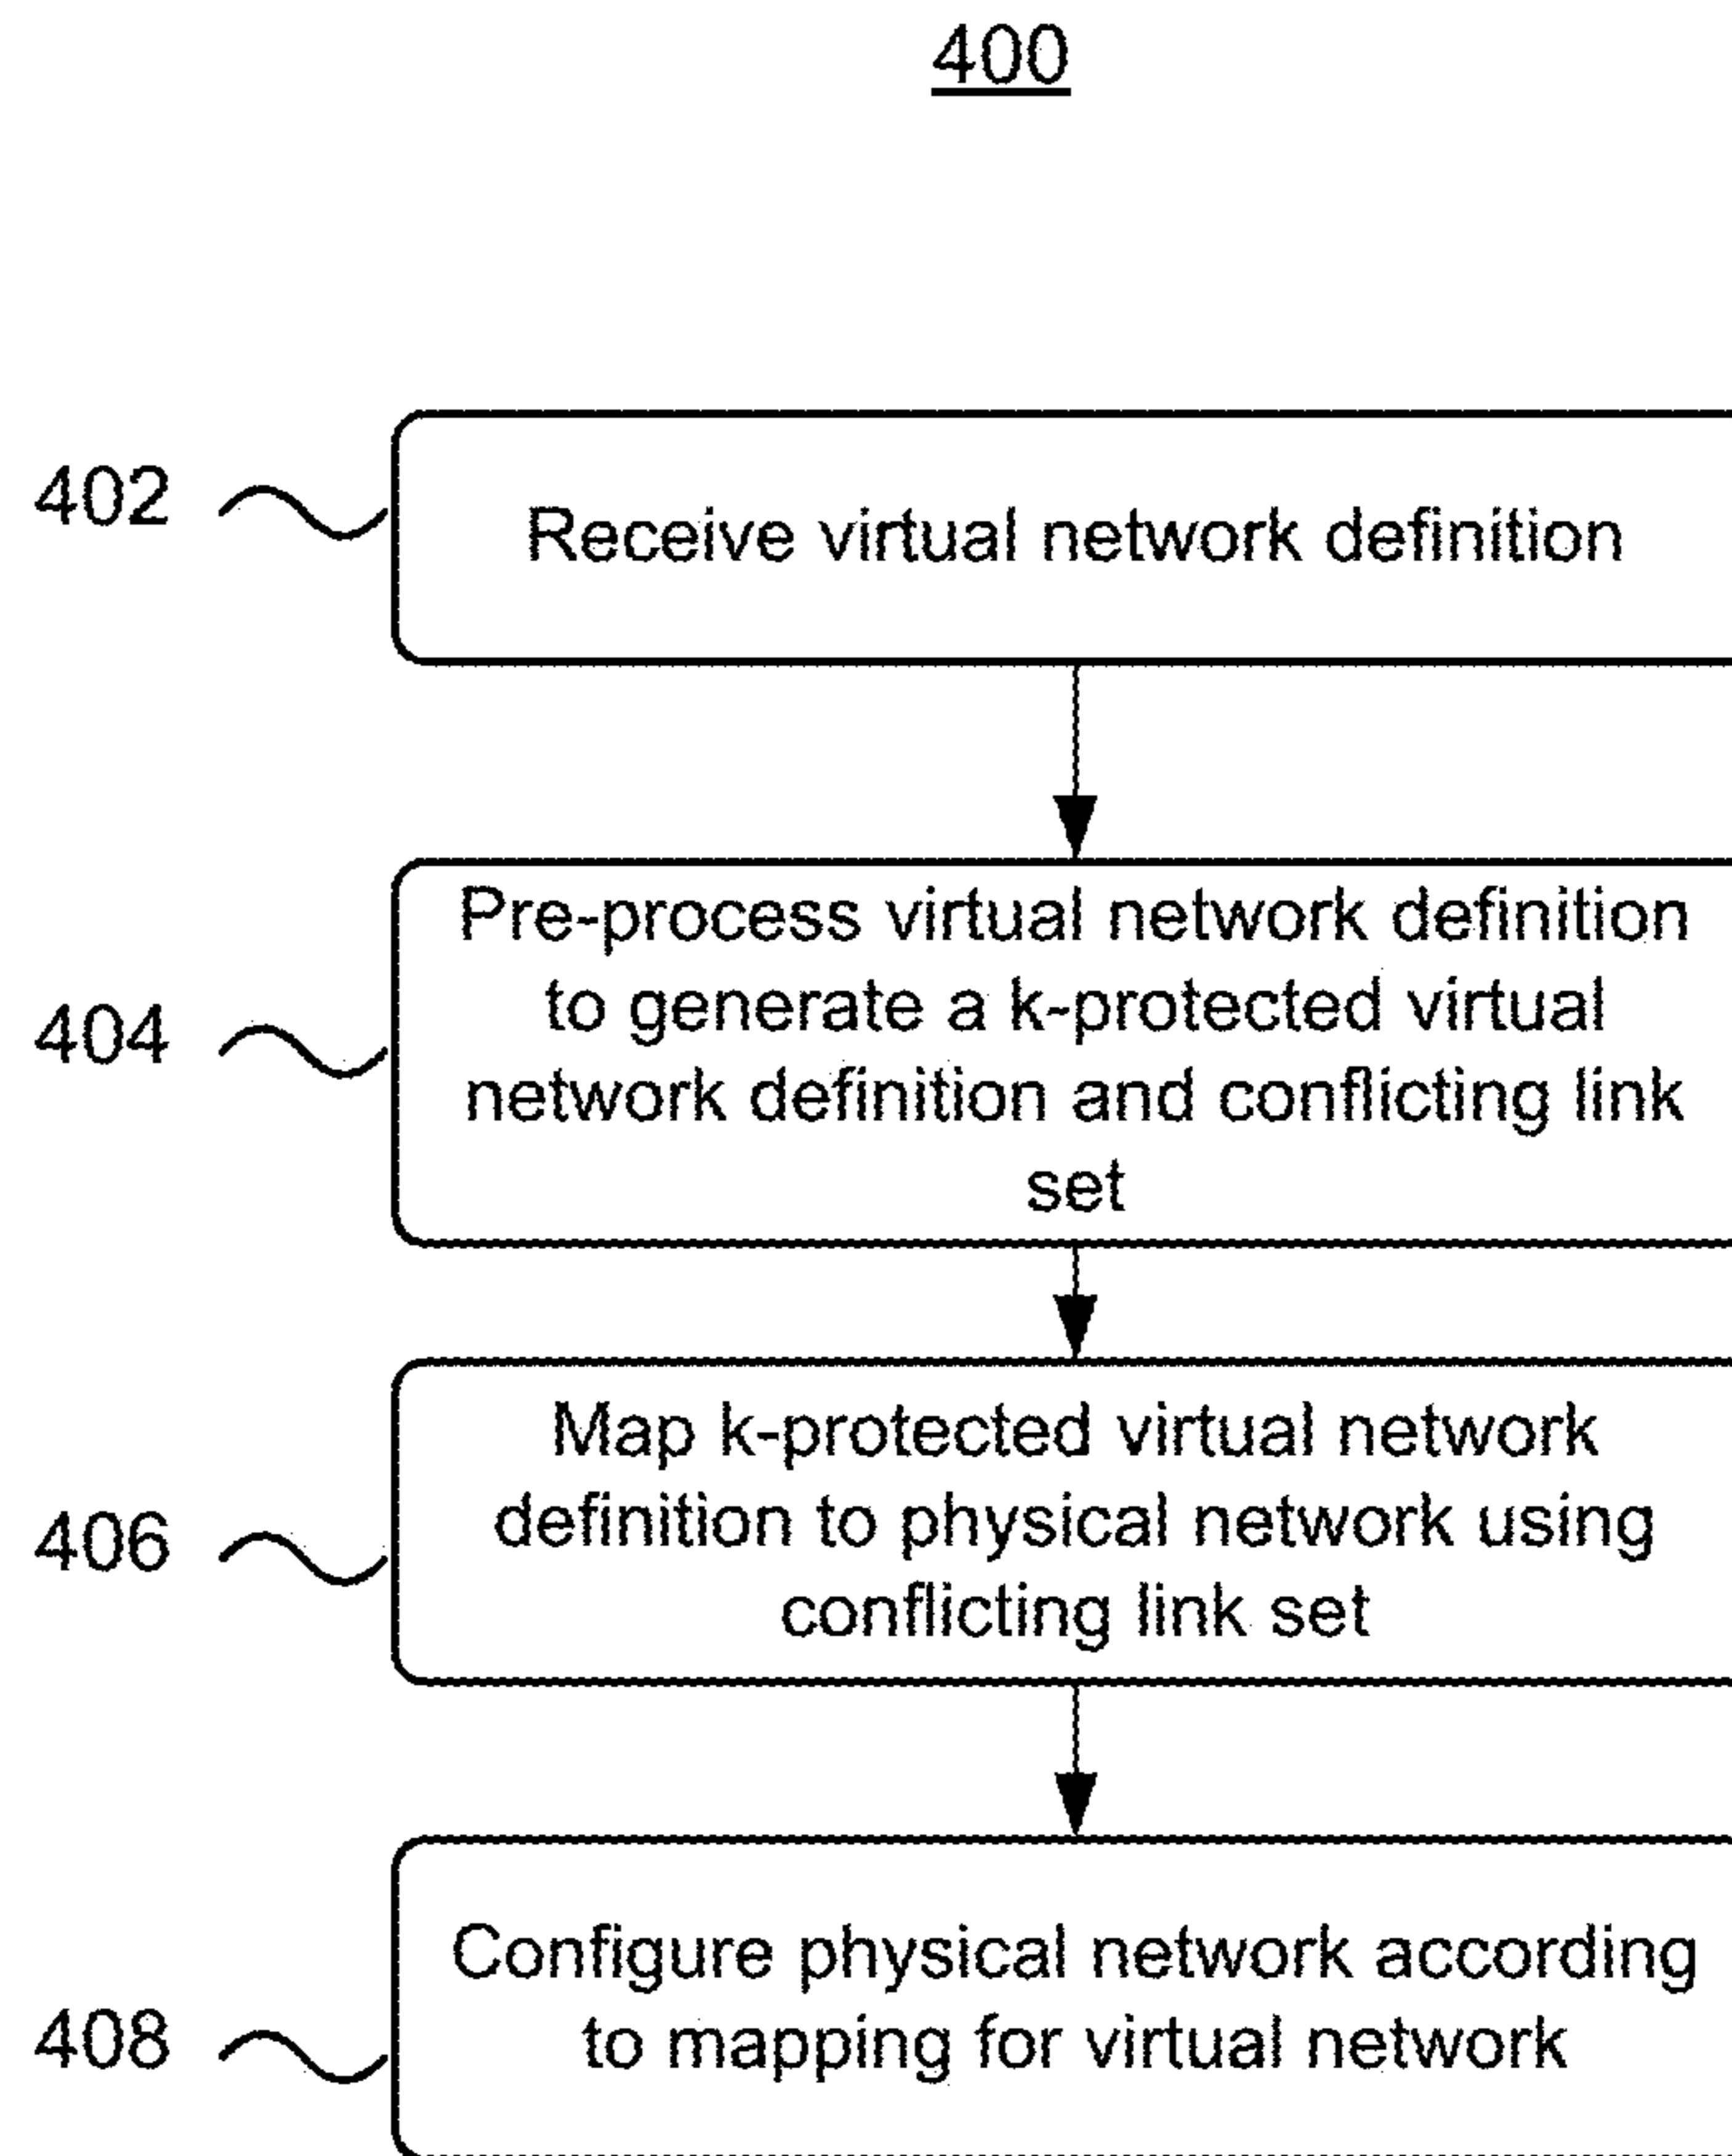 400
402
Receive virtual network definition
404
Pre-process virtual network definition
to generate a k-protected virtual
network definition and conflicting link
set
406
Map k-protected virtual network
definition to physical network using
conflicting link set
408
Configure physical network according
to mapping for virtual network